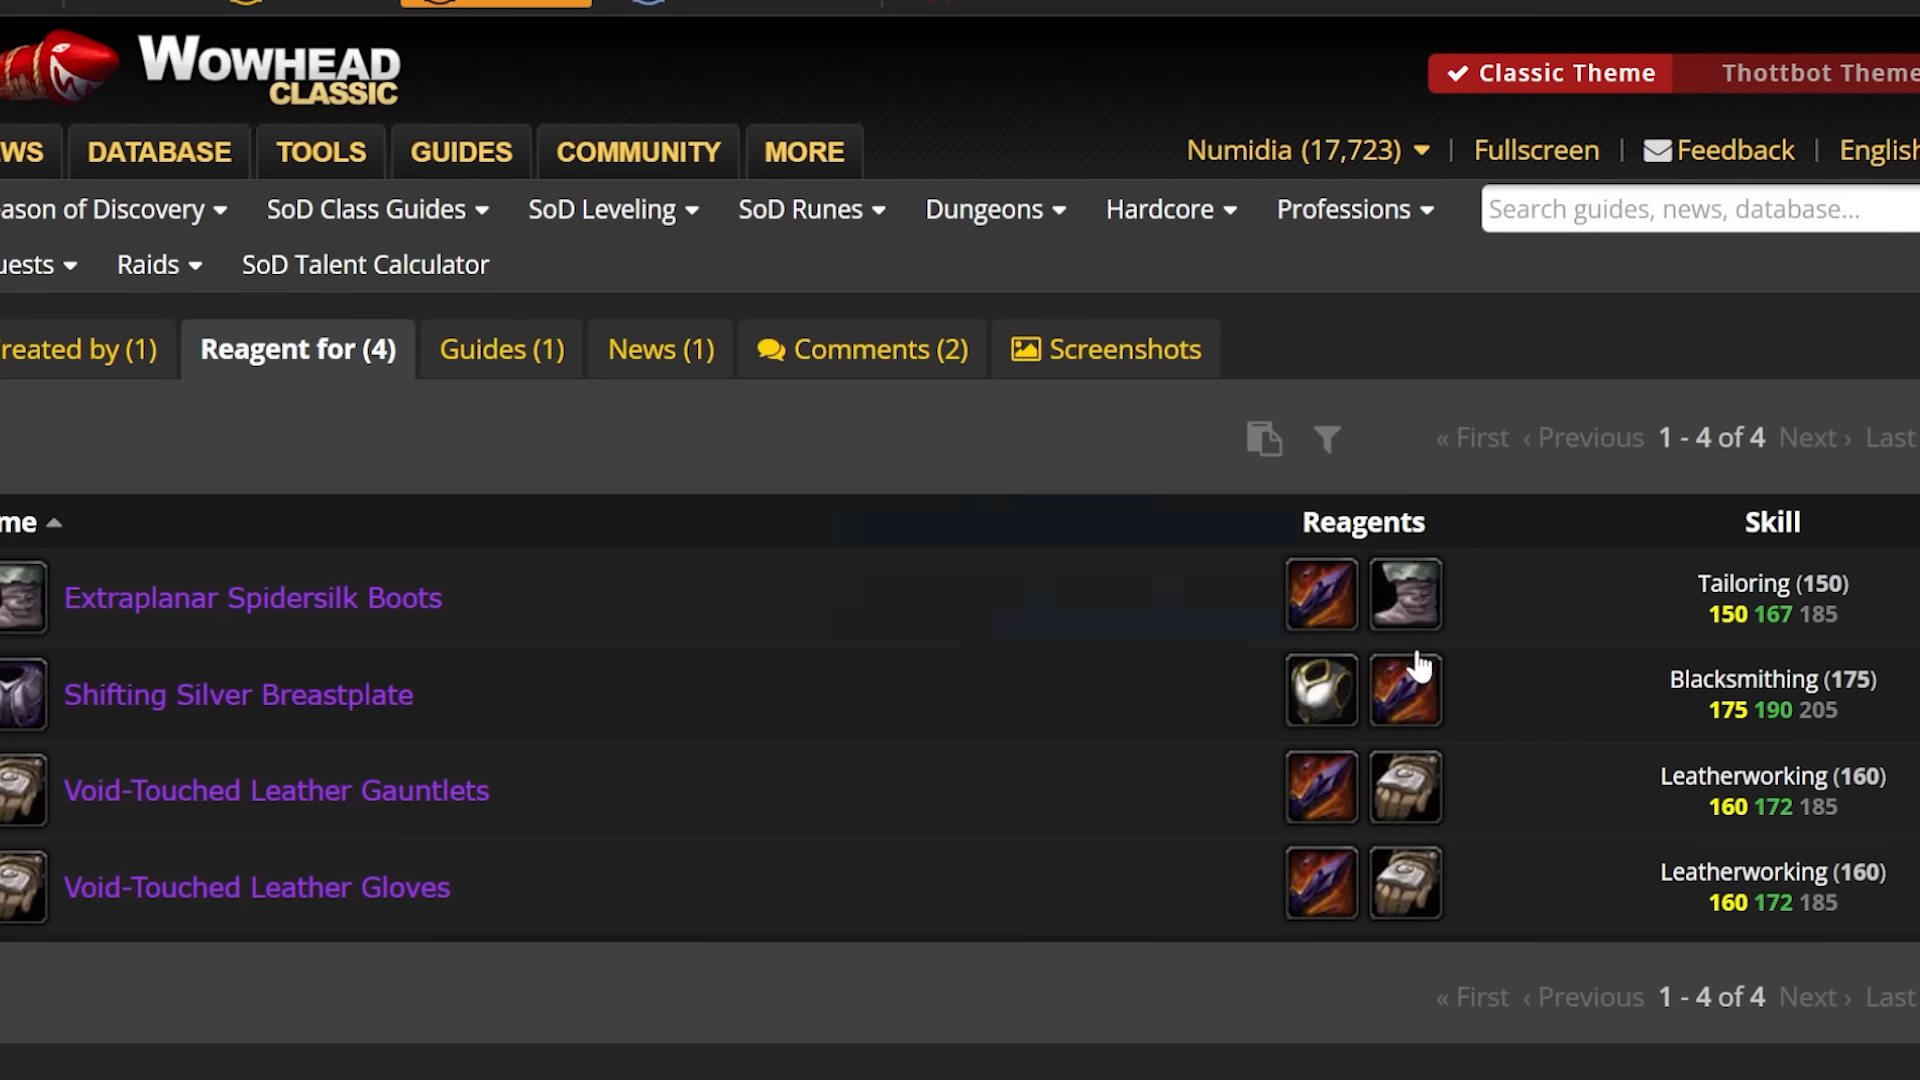 WOWHEAD
CLASSIC
Classic Theme
Thottbot Theme
WS
DATABASE
TOOLS
GUIDES
COMMUNITY
MORE
Numidia (17,723) | Fullscreen | Feedback | English
ason of Discovery
SoD Class Guides
SoD Leveling
SoD Runes
Dungeons
Hardcore
Professions
Search guides, news, database...
uests
Raids
SoD Talent Calculator
reated by (1)
Reagent for (4)
Guides (1)
News (1)
Comments (2)
Screenshots
« First ‹ Previous 1 - 4 of 4 Next › Last
me
Reagents
Skill
Extraplanar Spidersilk Boots
Tailoring (150)
150 167 185
Shifting Silver Breastplate
Blacksmithing (175)
175 190 205
Void-Touched Leather Gauntlets
Leatherworking (160)
160 172 185
Void-Touched Leather Gloves
Leatherworking (160)
160 172 185
« First ‹ Previous 1 - 4 of 4 Next › Last